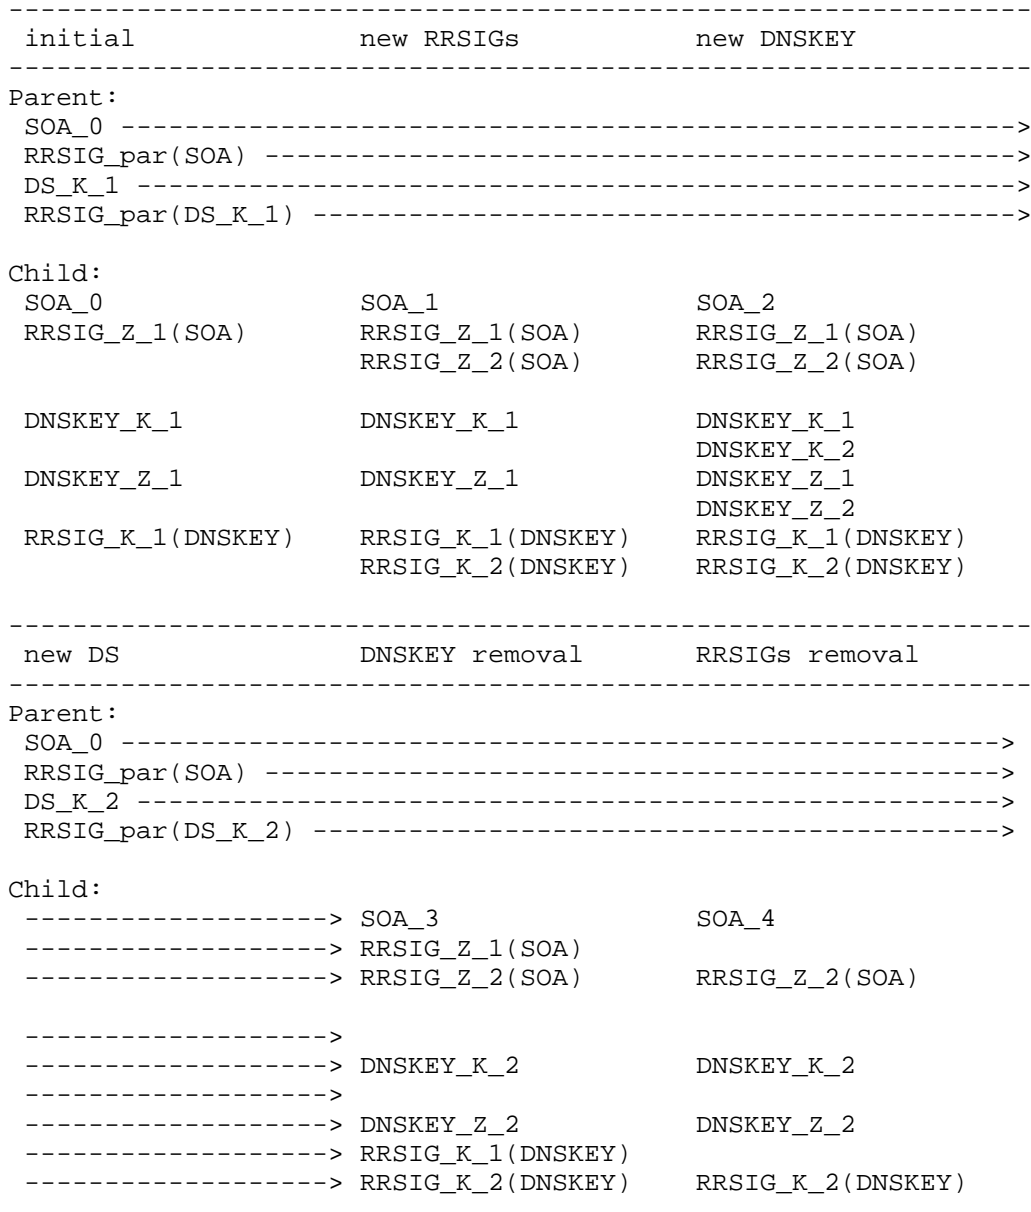 ----------------------------------------------------------------
 initial              new RRSIGs           new DNSKEY
----------------------------------------------------------------
Parent:
 SOA_0 -------------------------------------------------------->
 RRSIG_par(SOA) ----------------------------------------------->
 DS_K_1 ------------------------------------------------------->
 RRSIG_par(DS_K_1) -------------------------------------------->

Child:
 SOA_0                SOA_1                SOA_2
 RRSIG_Z_1(SOA)       RRSIG_Z_1(SOA)       RRSIG_Z_1(SOA)
                      RRSIG_Z_2(SOA)       RRSIG_Z_2(SOA)

 DNSKEY_K_1           DNSKEY_K_1           DNSKEY_K_1
                                           DNSKEY_K_2
 DNSKEY_Z_1           DNSKEY_Z_1           DNSKEY_Z_1
                                           DNSKEY_Z_2
 RRSIG_K_1(DNSKEY)    RRSIG_K_1(DNSKEY)    RRSIG_K_1(DNSKEY)
                      RRSIG_K_2(DNSKEY)    RRSIG_K_2(DNSKEY)

----------------------------------------------------------------
 new DS               DNSKEY removal       RRSIGs removal
----------------------------------------------------------------
Parent:
 SOA_0 ------------------------------------------------------->
 RRSIG_par(SOA) ---------------------------------------------->
 DS_K_2 ------------------------------------------------------>
 RRSIG_par(DS_K_2) ------------------------------------------->

Child:
 -------------------> SOA_3                SOA_4
 -------------------> RRSIG_Z_1(SOA)
 -------------------> RRSIG_Z_2(SOA)       RRSIG_Z_2(SOA)

 ------------------->
 -------------------> DNSKEY_K_2           DNSKEY_K_2
 ------------------->
 -------------------> DNSKEY_Z_2           DNSKEY_Z_2
 -------------------> RRSIG_K_1(DNSKEY)
 -------------------> RRSIG_K_2(DNSKEY)    RRSIG_K_2(DNSKEY)